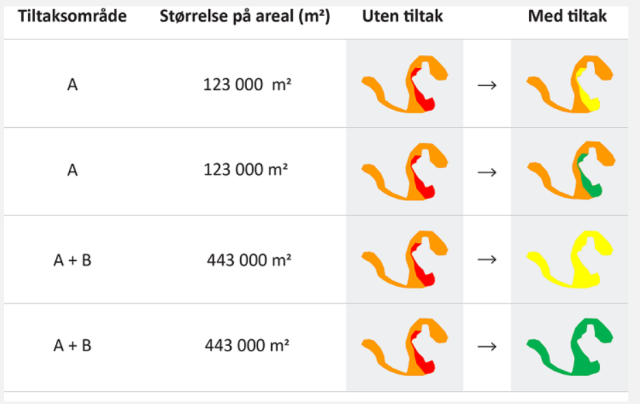 Tiltaksområde Størrelse på areal (m²) Uten tiltak Med tiltak
A 123 000 m² →
A 123 000 m² →
A + B 443 000 m² →
A + B 443 000 m² →